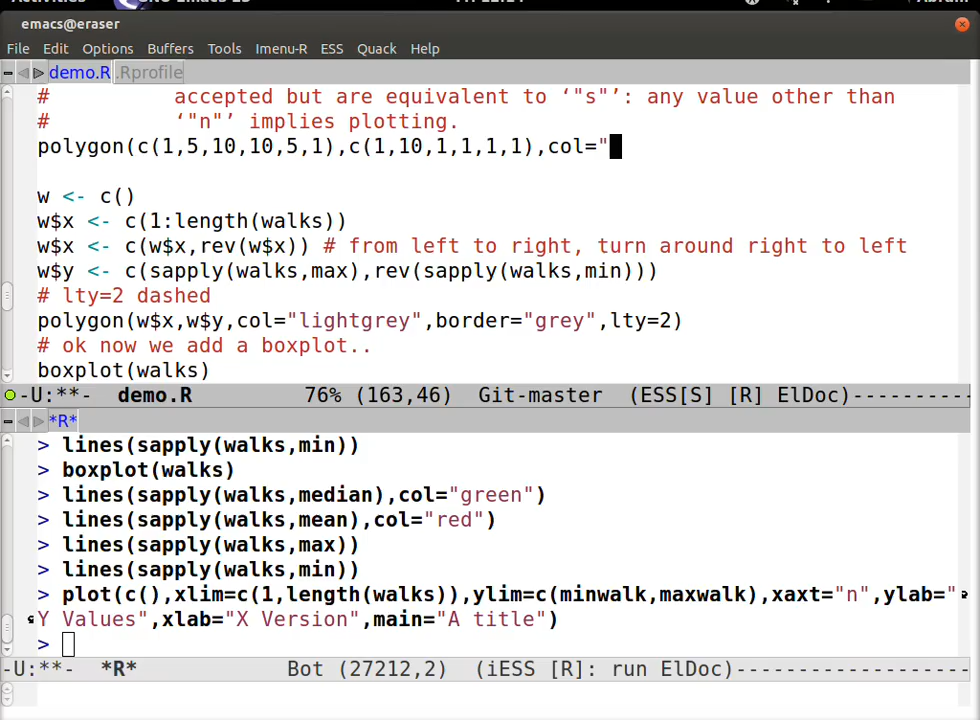 emacs@eraser
File Edit Options Buffers Tools Imenu-R ESS Quack Help
demo.R .Rprofile
#          accepted but are equivalent to ‘"s"’: any value other than
#          ‘"n"’ implies plotting.
polygon(c(1,5,10,10,5,1),c(1,10,1,1,1,1),col="
w <- c()
w$x <- c(1:length(walks))
w$x <- c(w$x,rev(w$x)) # from left to right, turn around right to left
w$y <- c(sapply(walks,max),rev(sapply(walks,min)))
# lty=2 dashed
polygon(w$x,w$y,col="lightgrey",border="grey",lty=2)
# ok now we add a boxplot..
boxplot(walks)
-U:**-  demo.R         76% (163,46)  Git-master  (ESS[S] [R] ElDoc)----------
*R*
> lines(sapply(walks,min))
> boxplot(walks)
> lines(sapply(walks,median),col="green")
> lines(sapply(walks,mean),col="red")
> lines(sapply(walks,max))
> lines(sapply(walks,min))
> plot(c(),xlim=c(1,length(walks)),ylim=c(minwalk,maxwalk),xaxt="n",ylab="
Y Values",xlab="X Version",main="A title")
>
-U:**-  *R*            Bot (27212,2)  (iESS [R]: run ElDoc)-------------------